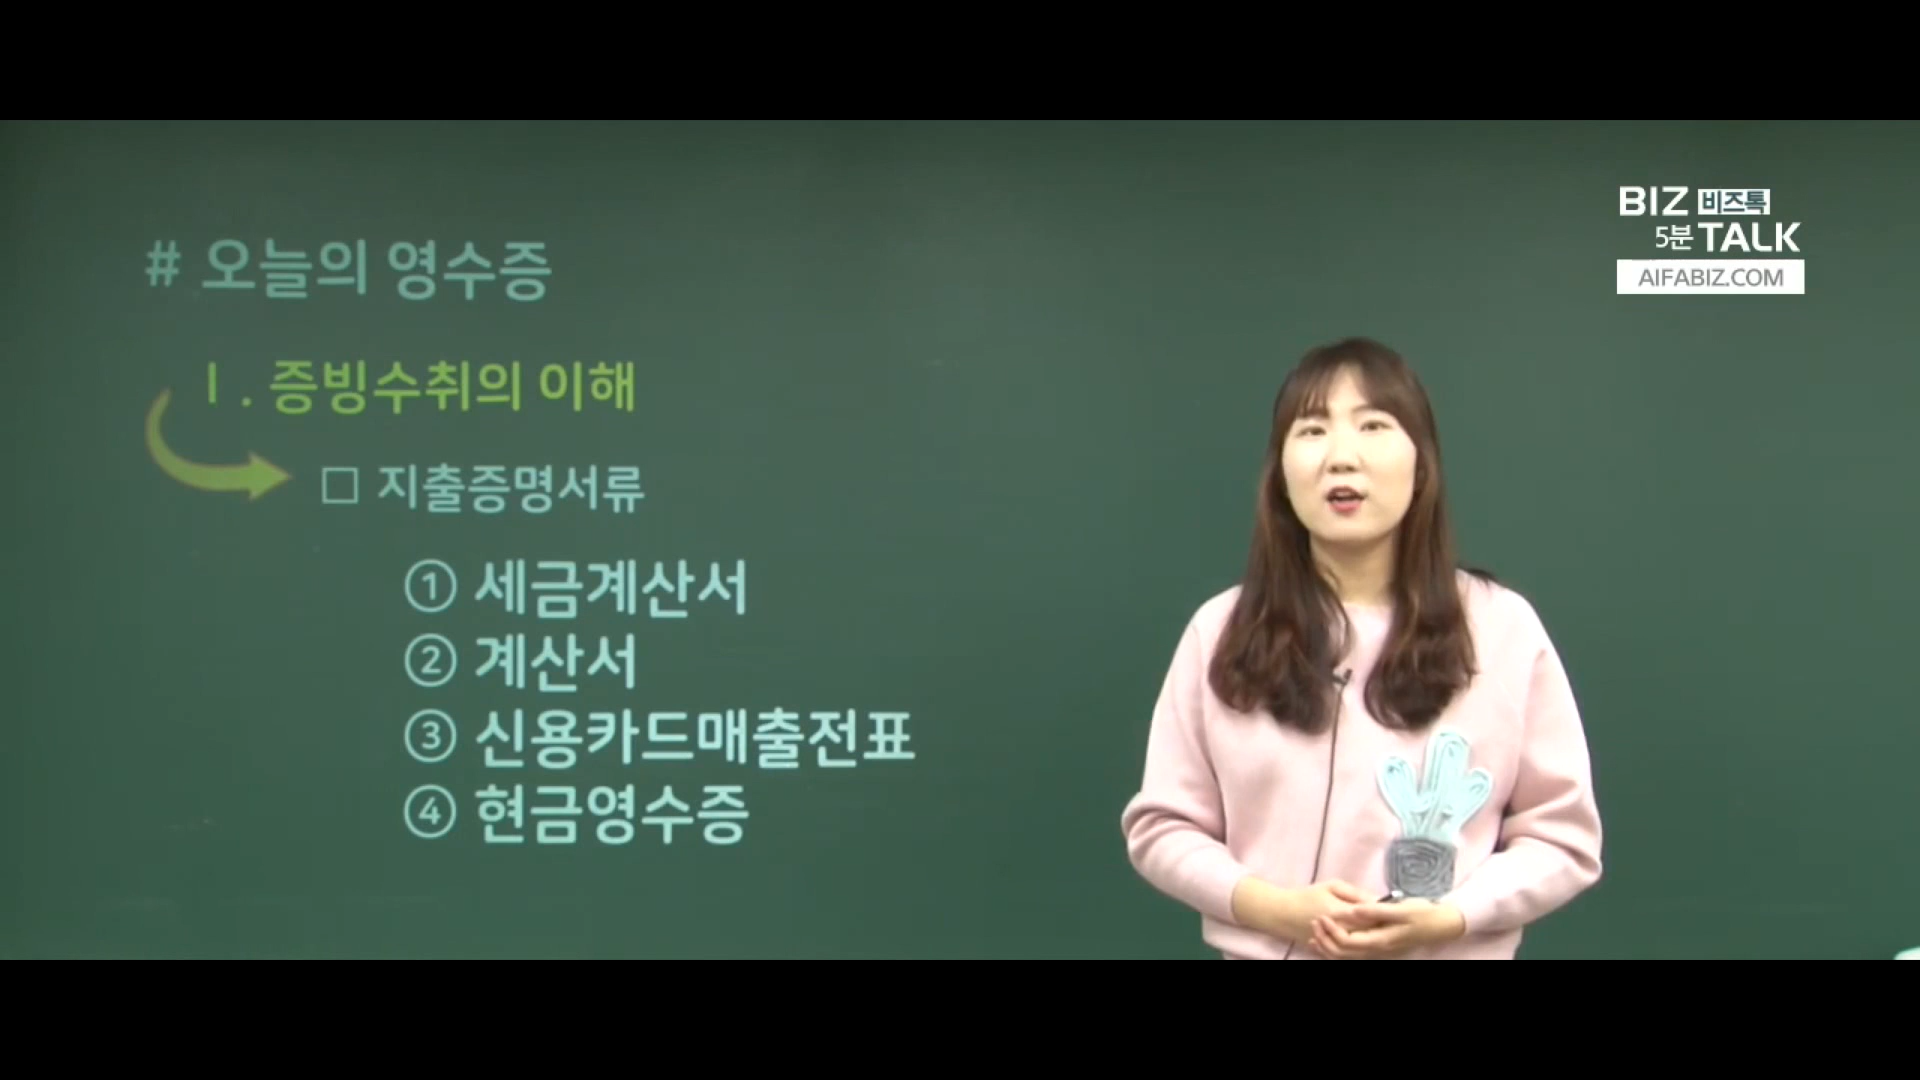 # 오늘의 영수증
Ⅰ. 증빙수취의 이해
□ 지출증명서류
① 세금계산서
② 계산서
③ 신용카드매출전표
④ 현금영수증
BIZ 비즈톡
5분 TALK
AIFABIZ.COM